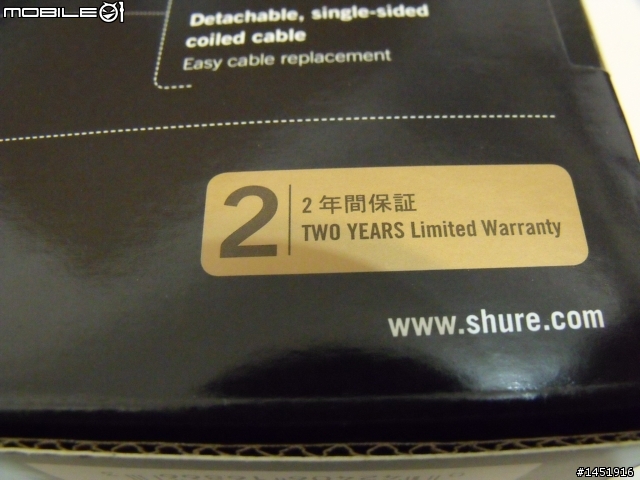 MOBILE01
Detachable, single-sided
coiled cable
Easy cable replacement
2
2 年間保証
TWO YEARS Limited Warranty
www.shure.com
#1451916